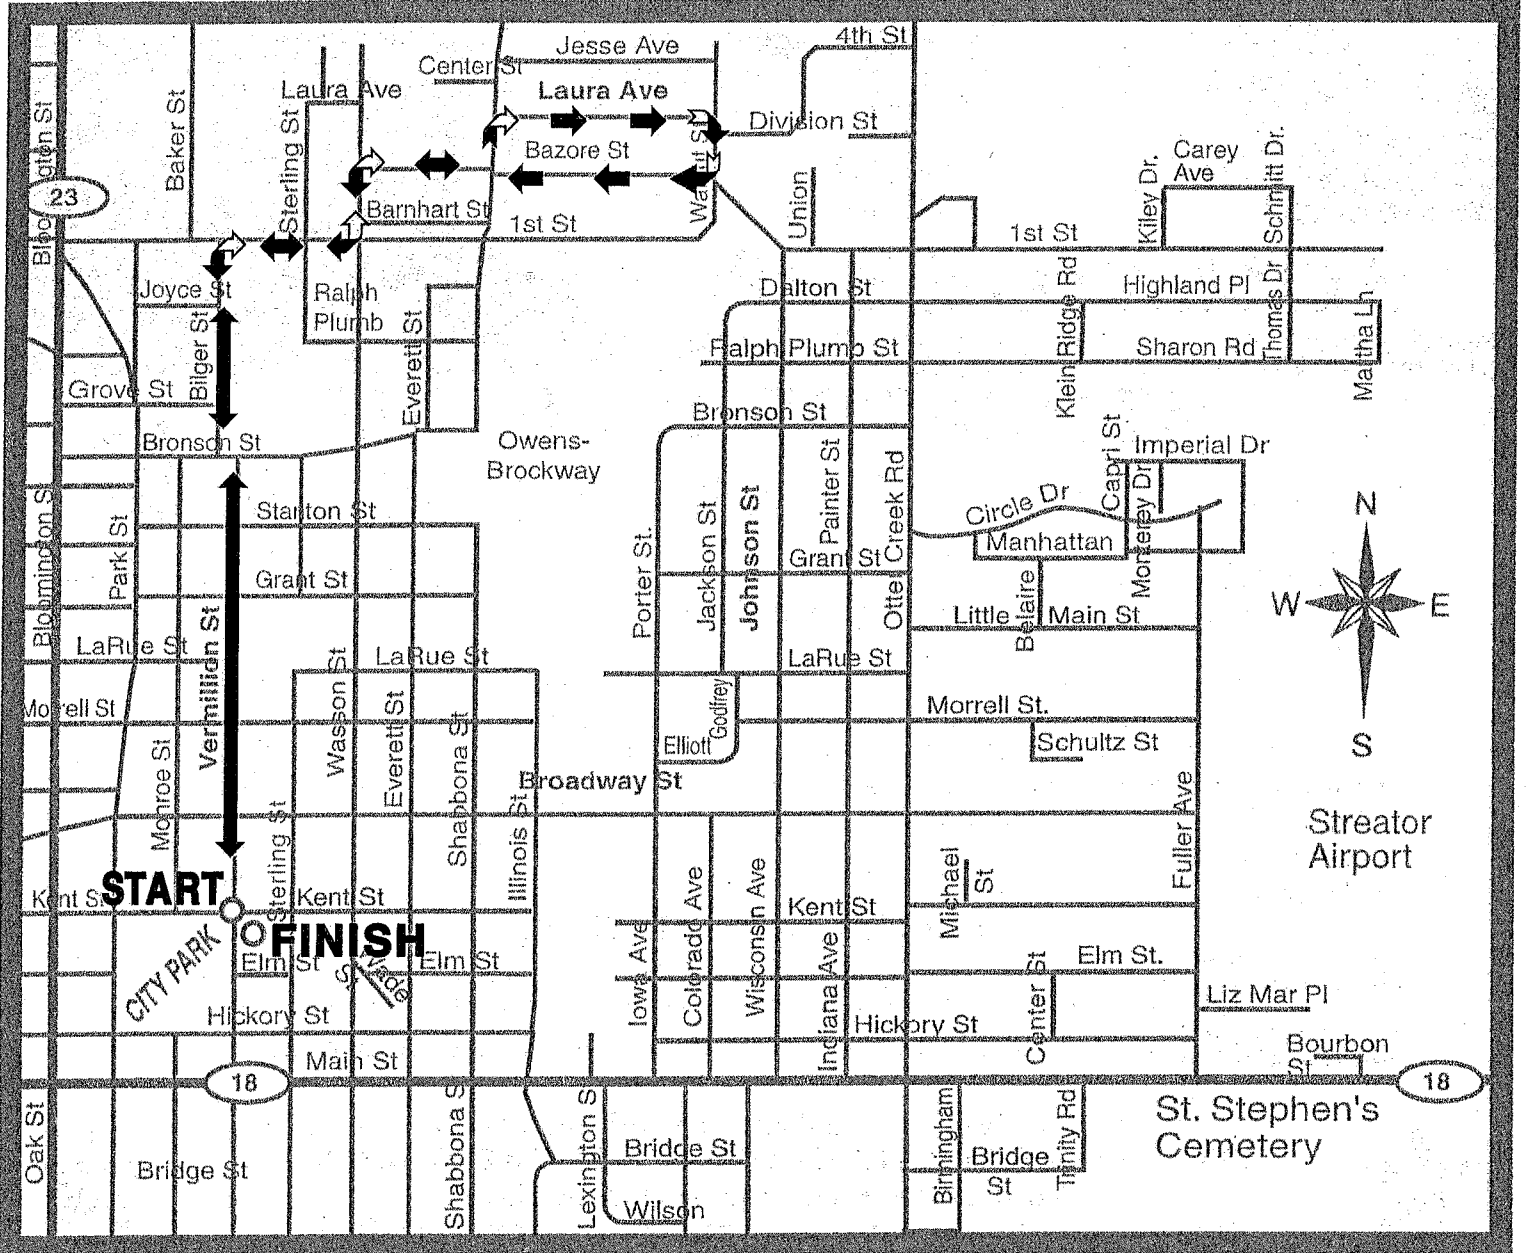 4th St
Jesse Ave
Center St
Laura Ave
Laura Ave
Division St
Bazore St
Baker St
Sterling St
Bloomington St
23
Walnut St
Union
Carey
Ave
Kiley Dr.
Schmitt Dr.
Barnhart St
1st St
1st St
Joyce St
Ralph
Plumb
Dalton St
Highland Pl
Klein Ridge Rd
Thomas Dr
Martha Ln
Bilger St
Everett St
Ralph Plumb St
Sharon Rd
Grove St
Bronson St
Bronson St
Owens-
Brockway
Imperial Dr
Capri St
Monterey Dr
Circle Dr
Manhattan
Painter St
Otter Creek Rd
N
W
E
S
Stanton St
Park St
Bloomindon S
Porter St.
Jackson St
Johnson St
Grant St
Grant St
Little
Main St
Belaire
Vermillion St
LaRue St
LaRue St
LaRue St
Wasson St
Everett St
Morrell St
Morrell St.
Godfrey
Elliott
Schultz St
Shabbona St
Monroe St
Broadway St
Illinois St
Sterling St
Fuller Ave
Streator
Airport
START
Kent St
Kent St
Kent St
Michael
St
FINISH
CITY PARK
Elm St
Wade
St
Elm St
Elm St.
Iowa Ave
Colorado Ave
Wisconsin Ave
Indiana Ave
Center St
Liz Mar Pl
Hickory St
Hickory St
Main St
Bourbon
St
18
18
St. Stephen's
Cemetery
Oak St
Bridge St
Shabbona S
Lexington S
Bridge St
Wilson
Birmingham
Bridge
St
Trinity Rd